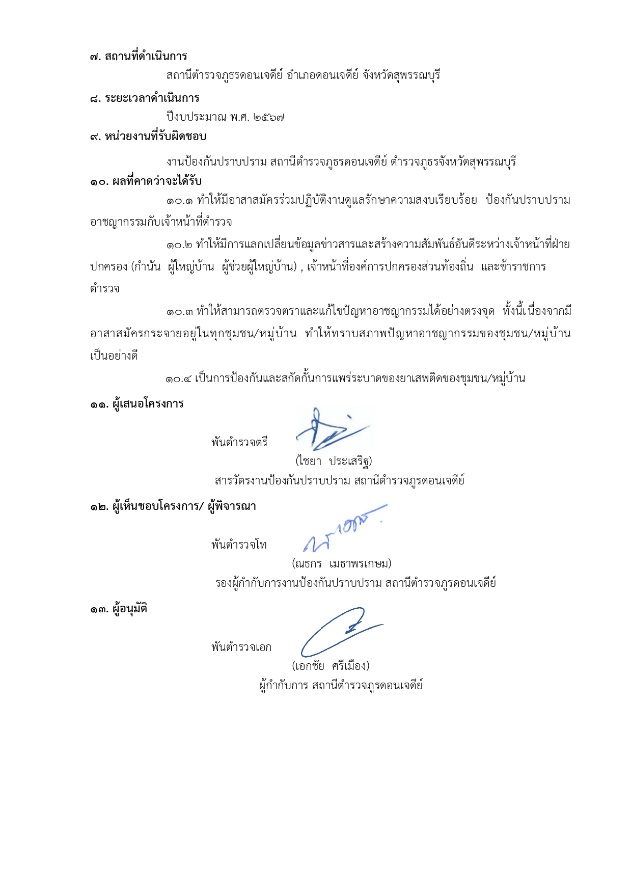 ๗. สถานที่ดำเนินการ
สถานีตำรวจภูธรดอนเจดีย์ อำเภอดอนเจดีย์ จังหวัดสุพรรณบุรี
๘. ระยะเวลาดำเนินการ
ปีงบประมาณ พ.ศ. ๒๕๖๗
๙. หน่วยงานที่รับผิดชอบ
งานป้องกันปราบปราม สถานีตำรวจภูธรดอนเจดีย์ ตำรวจภูธรจังหวัดสุพรรณบุรี
๑๐. ผลที่คาดว่าจะได้รับ
๑๐.๑ ทำให้มีอาสาสมัครร่วมปฏิบัติงานดูแลรักษาความสงบเรียบร้อย ป้องกันปราบปราม
อาชญากรรมกับเจ้าหน้าที่ตำรวจ
๑๐.๒ ทำให้มีการแลกเปลี่ยนข้อมูลข่าวสารและสร้างความสัมพันธ์อันดีระหว่างเจ้าหน้าที่ฝ่าย
ปกครอง (กำนัน ผู้ใหญ่บ้าน ผู้ช่วยผู้ใหญ่บ้าน) , เจ้าหน้าที่องค์การปกครองส่วนท้องถิ่น และข้าราชการ
ตำรวจ
๑๐.๓ ทำให้สามารถตรวจตราและแก้ไขปัญหาอาชญากรรมได้อย่างตรงจุด ทั้งนี้เนื่องจากมี
อาสาสมัครกระจายอยู่ในทุกชุมชน/หมู่บ้าน ทำให้ทราบสภาพปัญหาอาชญากรรมของชุมชน/หมู่บ้าน
เป็นอย่างดี
๑๐.๔ เป็นการป้องกันและสกัดกั้นการแพร่ระบาดของยาเสพติดของชุมชน/หมู่บ้าน
๑๑. ผู้เสนอโครงการ
พันตำรวจตรี
(ไชยา ประเสริฐ)
สารวัตรงานป้องกันปราบปราม สถานีตำรวจภูธรดอนเจดีย์
๑๒. ผู้เห็นชอบโครงการ/ ผู้พิจารณา
พันตำรวจโท
(ณธกร เมธาพรเกษม)
รองผู้กำกับการงานป้องกันปราบปราม สถานีตำรวจภูธรดอนเจดีย์
๑๓. ผู้อนุมัติ
พันตำรวจเอก
(เอกชัย ศรีเมือง)
ผู้กำกับการ สถานีตำรวจภูธรดอนเจดีย์